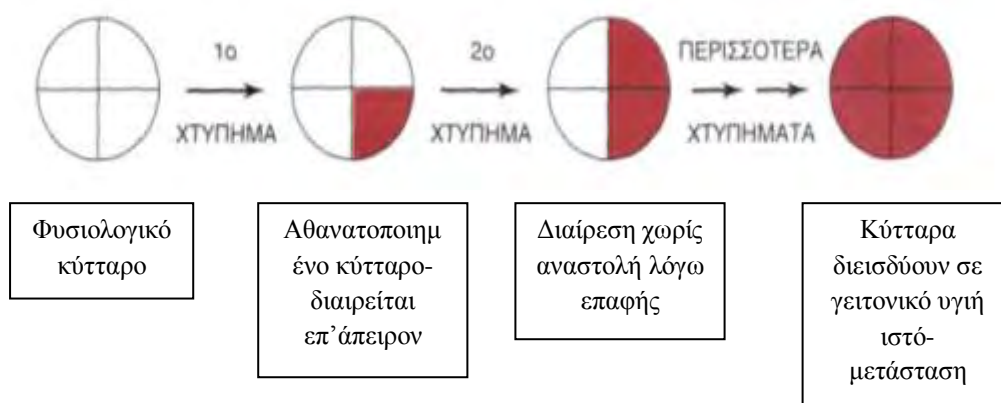 1ο
ΧΤΥΠΗΜΑ
2ο
ΧΤΥΠΗΜΑ
ΠΕΡΙΣΣΟΤΕΡΑ
ΧΤΥΠΗΜΑΤΑ
Φυσιολογικό
κύτταρο
Αθανατοποιημ
ένο κύτταρο-
διαιρείται
επ’άπειρον
Διαίρεση χωρίς
αναστολή λόγω
επαφής
Κύτταρα
διεισδύουν σε
γειτονικό υγιή
ιστό-
μετάσταση